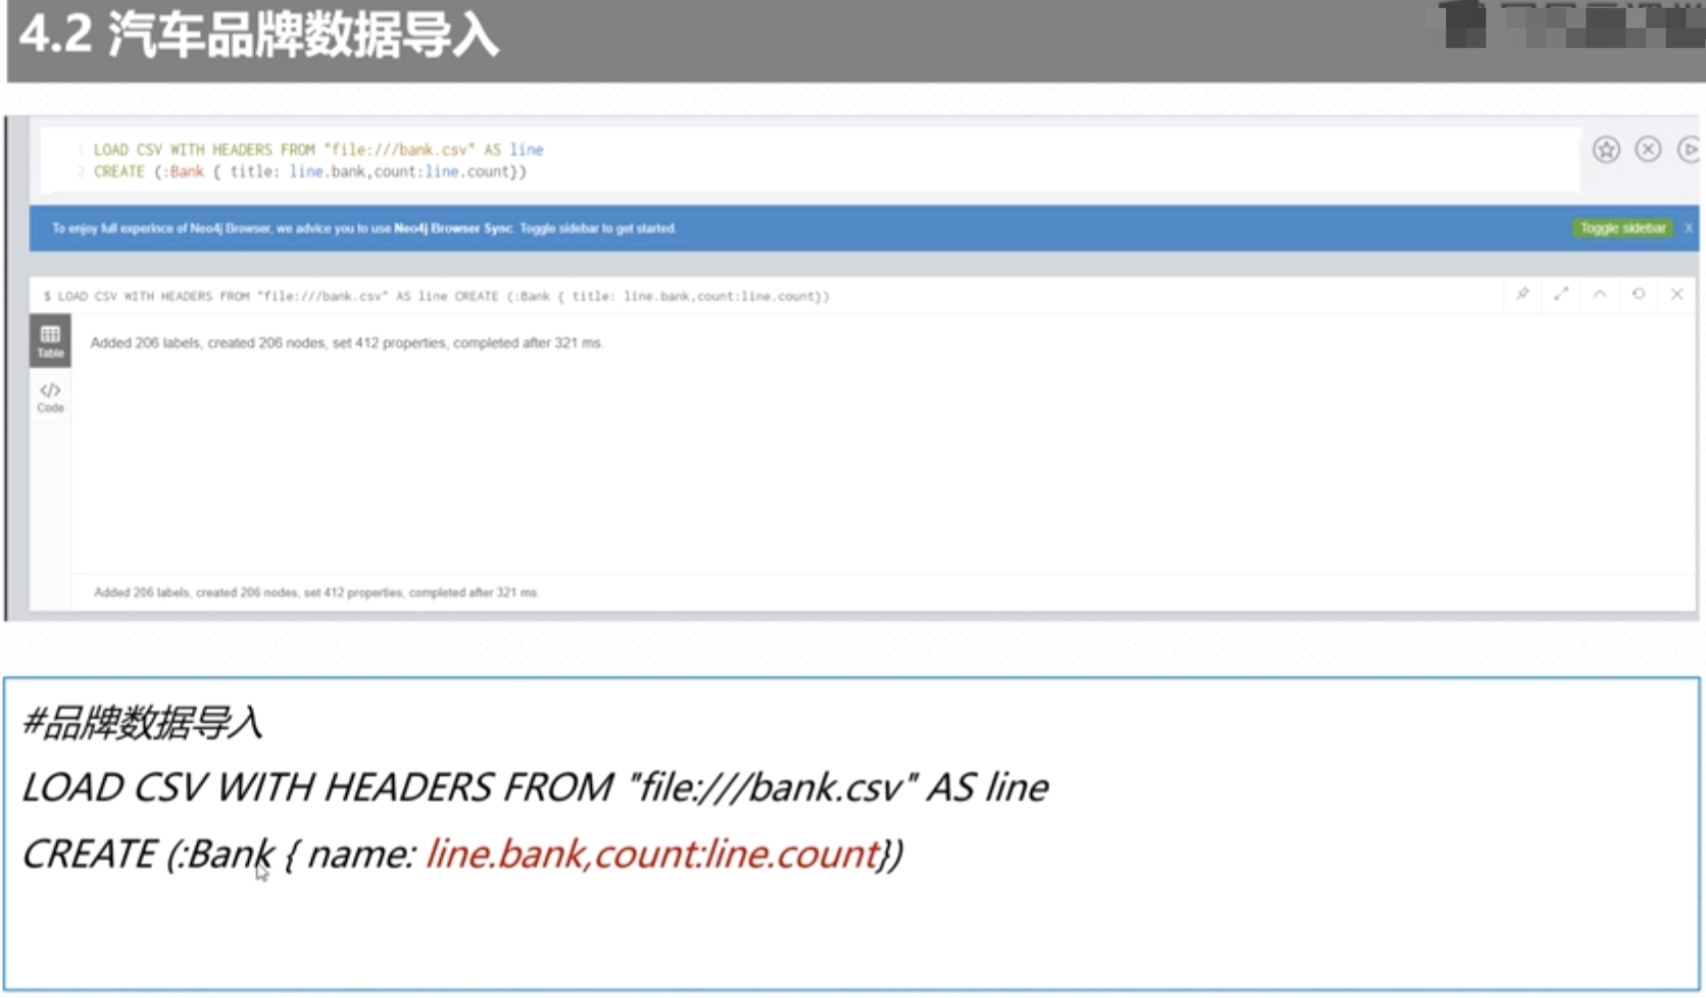 4.2 汽车品牌数据导入
1 LOAD CSV WITH HEADERS FROM "file:///bank.csv" AS line
2 CREATE (:Bank { title: line.bank,count:line.count})
To enjoy full experince of Neo4j Browser, we advice you to use Neo4j Browser Sync. Toggle sidebar to get started.
Toggle sidebar X
$ LOAD CSV WITH HEADERS FROM "file:///bank.csv" AS line CREATE (:Bank { title: line.bank,count:line.count})
Table
Added 206 labels, created 206 nodes, set 412 properties, completed after 321 ms.
</>
Code
Added 206 labels, created 206 nodes, set 412 properties, completed after 321 ms.
#品牌数据导入
LOAD CSV WITH HEADERS FROM "file:///bank.csv" AS line
CREATE (:Bank { name: line.bank,count:line.count})